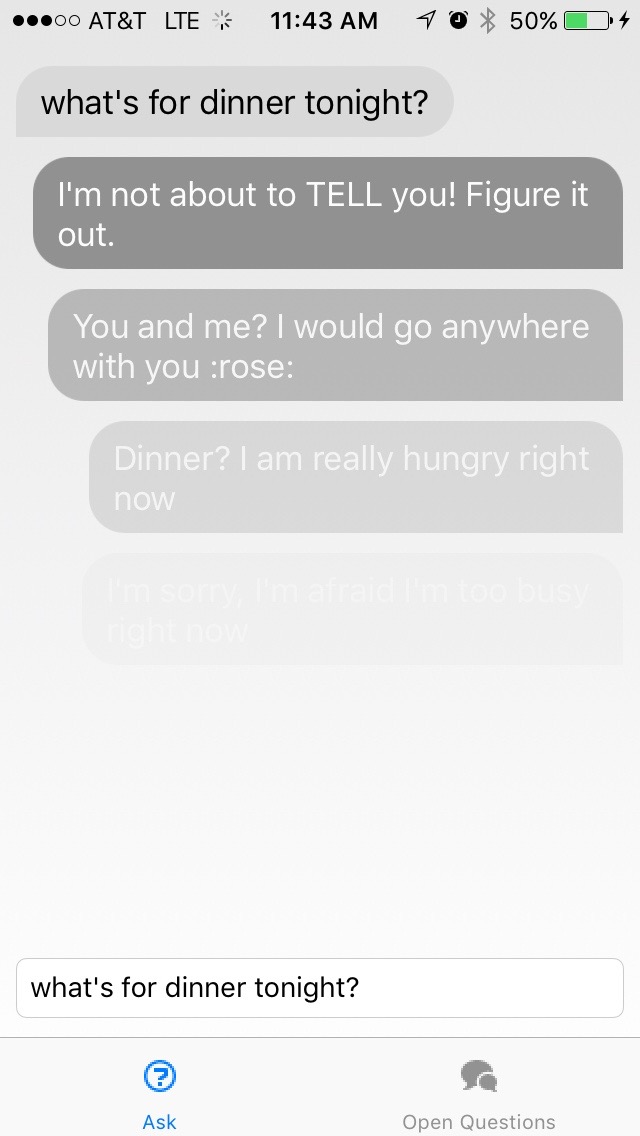 AT&T LTE 11:43 AM 50%
what's for dinner tonight?
I'm not about to TELL you! Figure it
out.
You and me? I would go anywhere
with you :rose:
Dinner? I am really hungry right
now
I'm sorry, I'm afraid I'm too busy
right now
what's for dinner tonight?
Ask
Open Questions